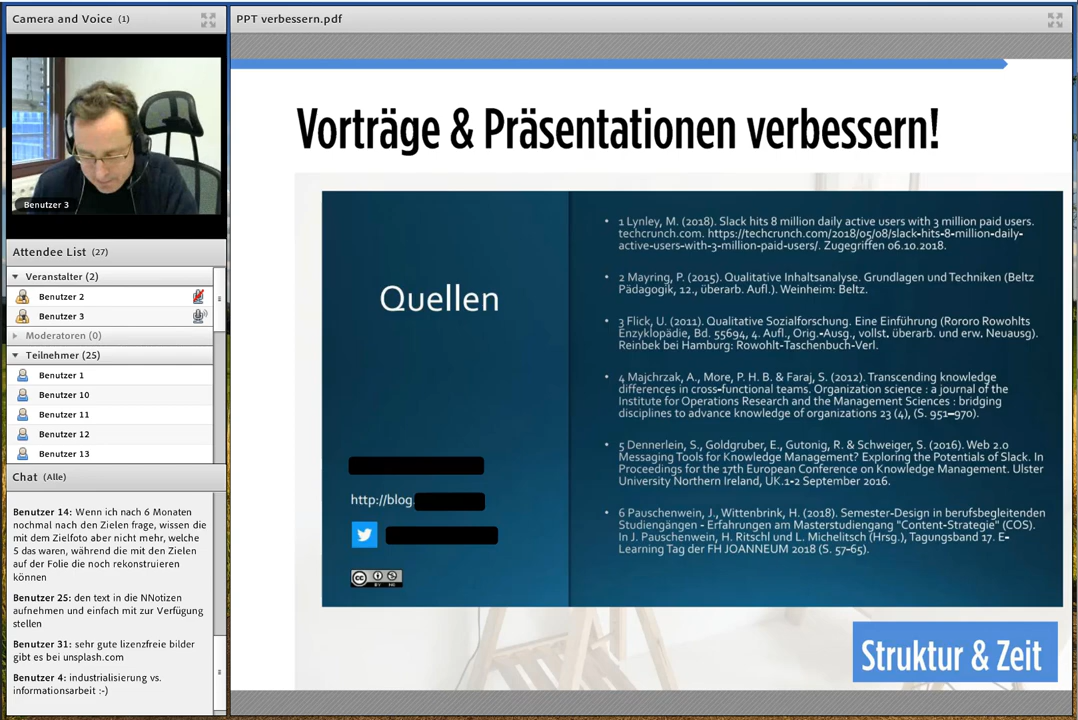 Camera and Voice (1)
Benutzer 3
Attendee List (27)
Veranstalter (2)
Benutzer 2
Benutzer 3
Moderatoren (0)
Teilnehmer (25)
Benutzer 1
Benutzer 10
Benutzer 11
Benutzer 12
Benutzer 13
Chat (Alle)
Benutzer 14: Wenn ich nach 6 Monaten
nochmal nach den Zielen frage, wissen die
mit dem Zielfoto aber nicht mehr, welche
5 das waren, während die mit den Zielen
auf der Folie die noch rekonstruieren
können
Benutzer 25: den text in die NNotizen
aufnehmen und einfach mit zur Verfügung
stellen
Benutzer 31: sehr gute lizenzfreie bilder
gibt es bei unsplash.com
Benutzer 4: industrialisierung vs.
informationsarbeit :-)
PPT verbessern.pdf
Vorträge & Präsentationen verbessern!
Quellen
http://blog.
cc
BY NC
• 1 Lynley, M. (2018). Slack hits 8 million daily active users with 3 million paid users.
techcrunch.com. https://techcrunch.com/2018/05/08/slack-hits-8-million-daily-
active-users-with-3-million-paid-users/. Zugegriffen 06.10.2018.
• 2 Mayring, P. (2015). Qualitative Inhaltsanalyse. Grundlagen und Techniken (Beltz
Pädagogik, 12., überarb. Aufl.). Weinheim: Beltz.
• 3 Flick, U. (2011). Qualitative Sozialforschung. Eine Einführung (Rororo Rowohlts
Enzyklopädie, Bd. 55694, 4. Aufl., Orig.-Ausg., vollst. überarb. und erw. Neuausg).
Reinbek bei Hamburg: Rowohlt-Taschenbuch-Verl.
• 4 Majchrzak, A., More, P. H. B. & Faraj, S. (2012). Transcending knowledge
differences in cross-functional teams. Organization science : a journal of the
Institute for Operations Research and the Management Sciences : bridging
disciplines to advance knowledge of organizations 23 (4), (S. 951–970).
• 5 Dennerlein, S., Goldgruber, E., Gutonig, R. & Schweiger, S. (2016). Web 2.0
Messaging Tools for Knowledge Management? Exploring the Potentials of Slack. In
Proceedings for the 17th European Conference on Knowledge Management. Ulster
University Northern Ireland, UK.1-2 September 2016.
• 6 Pauschenwein, J., Wittenbrink, H. (2018). Semester-Design in berufsbegleitenden
Studiengängen - Erfahrungen am Masterstudiengang "Content-Strategie" (COS).
In J. Pauschenwein, H. Ritschl und L. Michelitsch (Hrsg.), Tagungsband 17. E-
Learning Tag der FH JOANNEUM 2018 (S. 57–65).
Struktur & Zeit